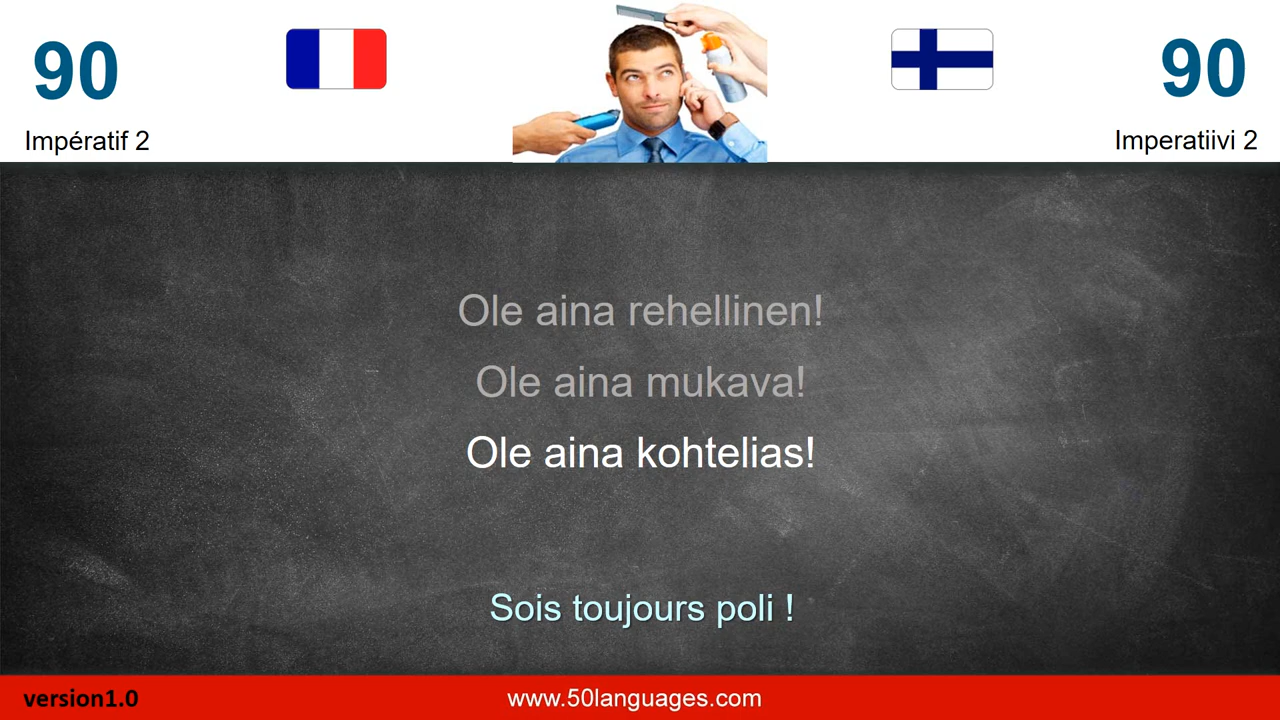 90
90
Impératif 2
Imperatiivi 2
Ole aina rehellinen!
Ole aina mukava!
Ole aina kohtelias!
Sois toujours poli !
version1.0
www.50languages.com